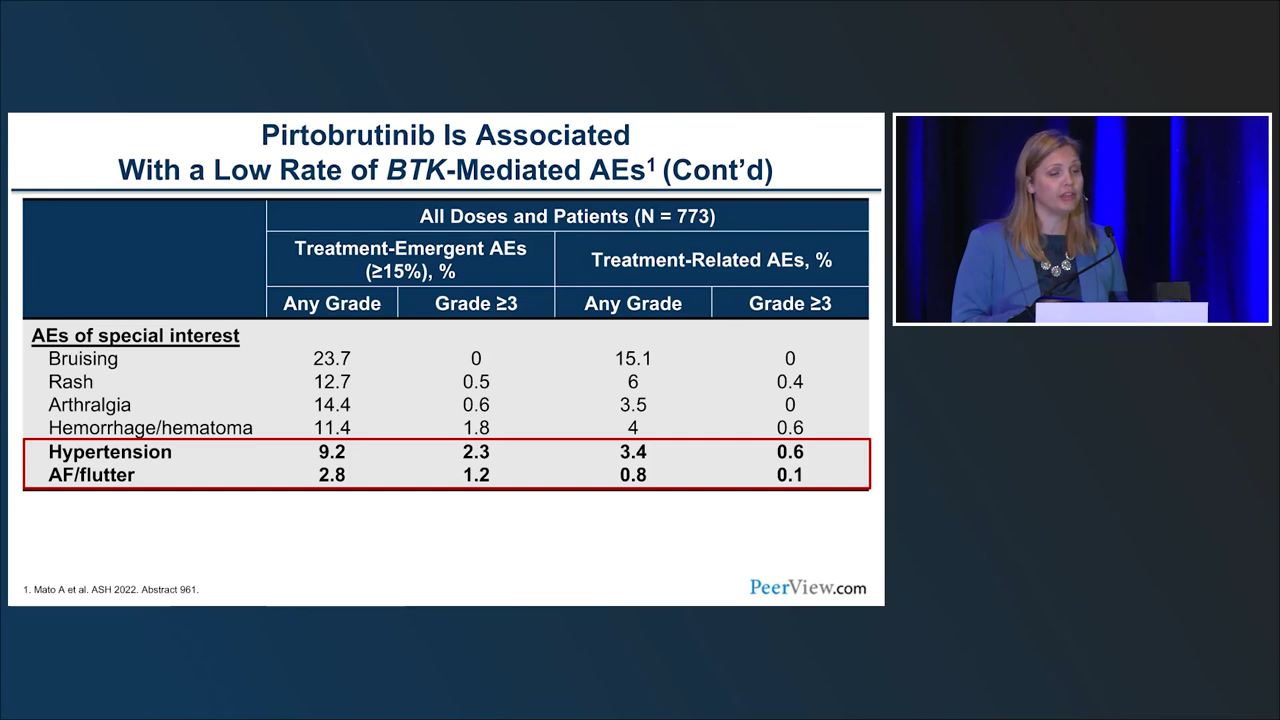 Pirtobrutinib Is Associated
With a Low Rate of BTK-Mediated AEs¹ (Cont’d)
All Doses and Patients (N = 773)
Treatment-Emergent AEs
(≥15%), %
Treatment-Related AEs, %
Any Grade Grade ≥3 Any Grade Grade ≥3
AEs of special interest
Bruising 23.7 0 15.1 0
Rash 12.7 0.5 6 0.4
Arthralgia 14.4 0.6 3.5 0
Hemorrhage/hematoma 11.4 1.8 4 0.6
Hypertension 9.2 2.3 3.4 0.6
AF/flutter 2.8 1.2 0.8 0.1
1. Mato A et al. ASH 2022. Abstract 961.
PeerView.com